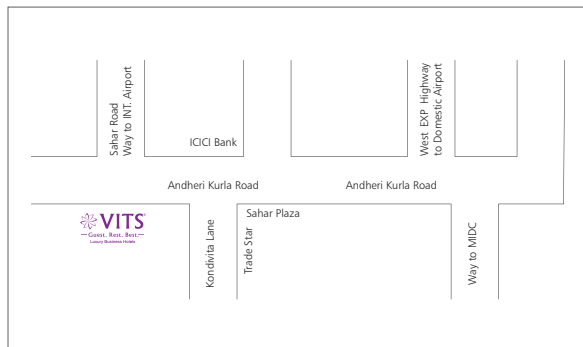 Sahar Road
Way to INT. Airport
West EXP Highway
to Domestic Airport
ICICI Bank
Andheri Kurla Road
Andheri Kurla Road
VITS
Guest. Rest. Best.
Luxury Business Hotels
Kondivita Lane
Sahar Plaza
Trade Star
Way to MIDC